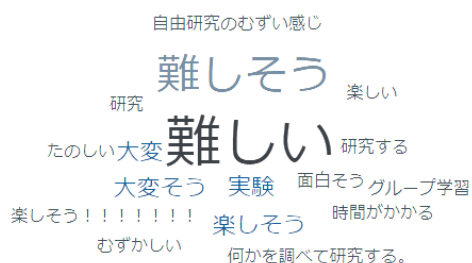 自由研究のむずい感じ
難しそう
楽しい
研究
難しい
たのしい
大変
研究する
大変そう
実験
面白そう
グループ学習
楽しそう！！！！！！！
楽しそう
時間がかかる
むずかしい
何かを調べて研究する。